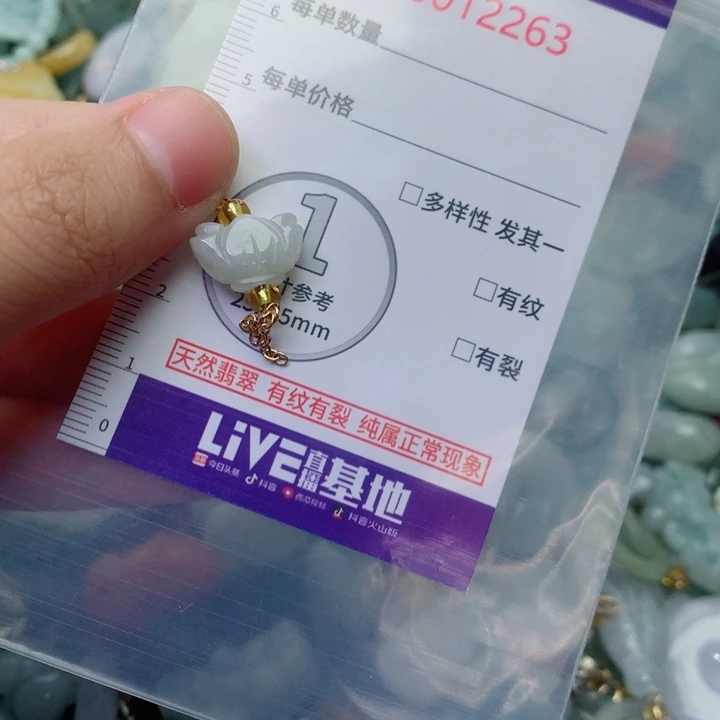 6 每单数量
12263
5 每单价格
1
参考
5mm
□多样性 发其一
□有纹
□有裂
2
1
0
天然翡翠 有纹有裂 纯属正常现象
LiVE直播基地
今日头条 抖音 西瓜视频 抖音火山版